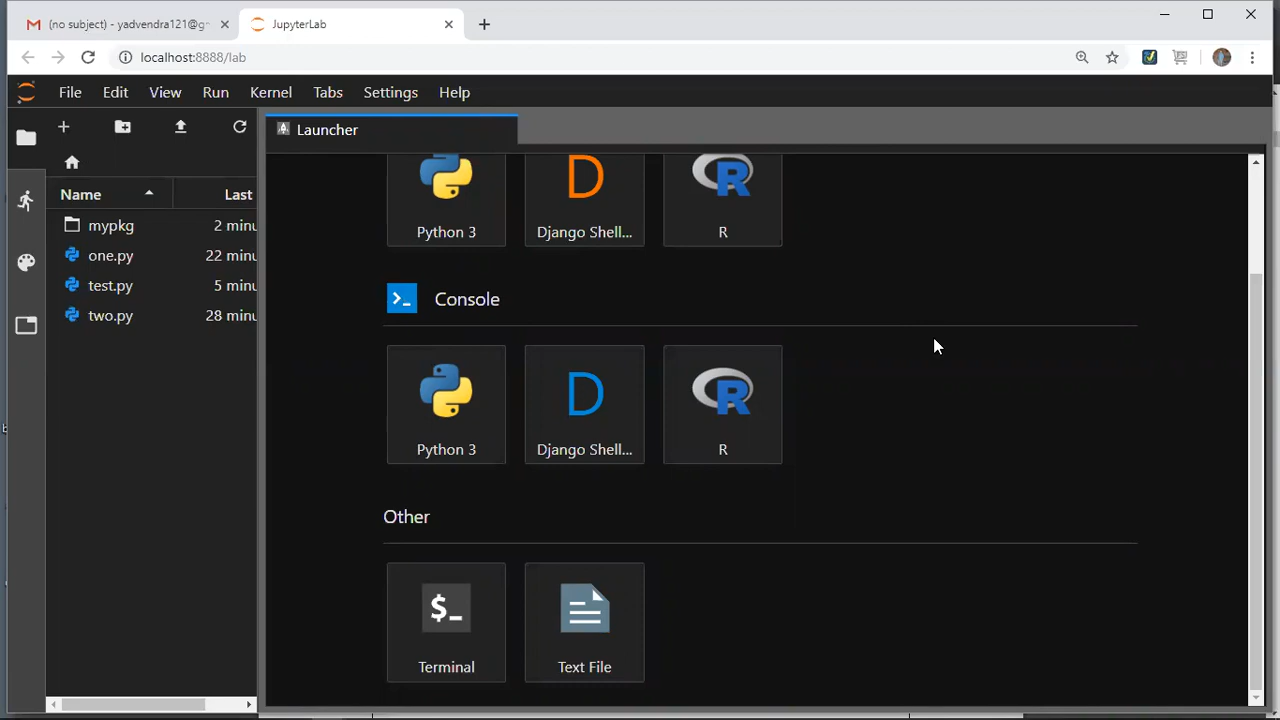 (no subject) - yadvendra121@g
JupyterLab
localhost:8888/lab
File Edit View Run Kernel Tabs Settings Help
Launcher
Name Last
mypkg 2 minu
one.py 22 minu
test.py 5 minu
two.py 28 minu
Python 3
D
Django Shell...
R
R
Console
Python 3
D
Django Shell...
R
R
Other
$_
Terminal
Text File